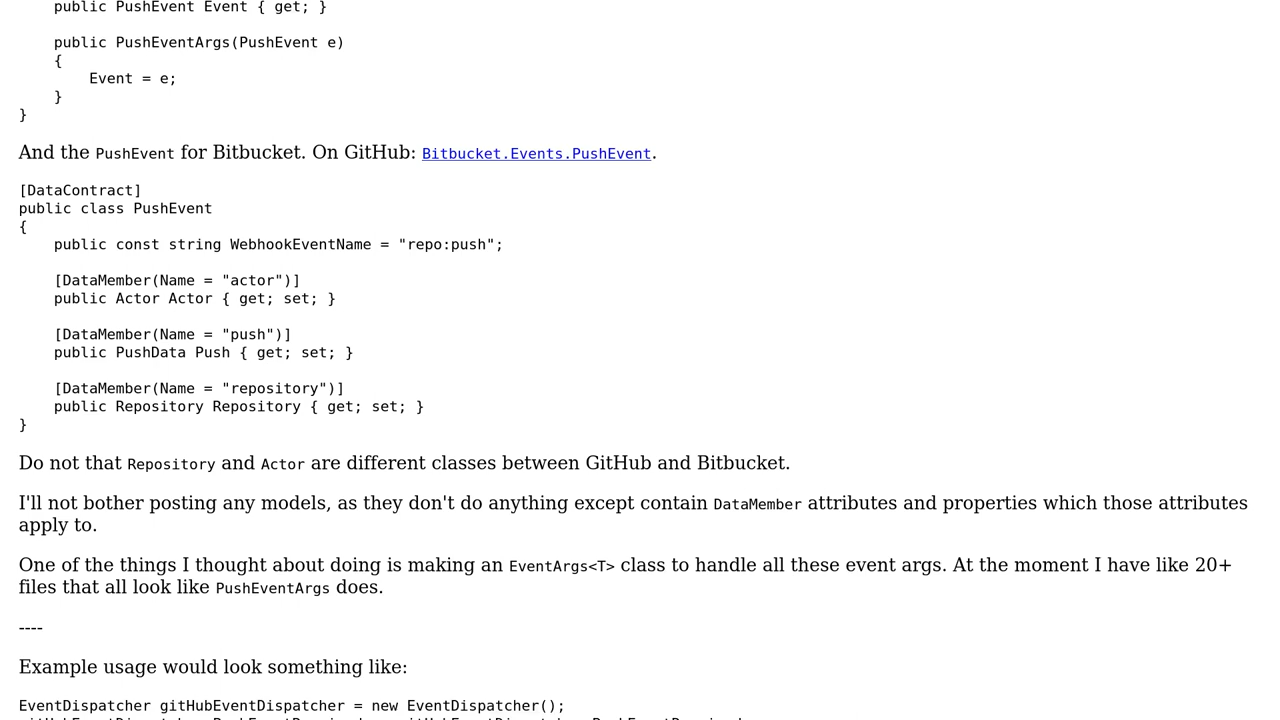 public PushEvent Event { get; }
public PushEventArgs(PushEvent e)
{
Event = e;
}
}
And the PushEvent for Bitbucket. On GitHub: Bitbucket.Events.PushEvent.
[DataContract]
public class PushEvent
{
public const string WebhookEventName = "repo:push";
[DataMember(Name = "actor")]
public Actor Actor { get; set; }
[DataMember(Name = "push")]
public PushData Push { get; set; }
[DataMember(Name = "repository")]
public Repository Repository { get; set; }
}
Do not that Repository and Actor are different classes between GitHub and Bitbucket.
I'll not bother posting any models, as they don't do anything except contain DataMember attributes and properties which those attributes
apply to.
One of the things I thought about doing is making an EventArgs<T> class to handle all these event args. At the moment I have like 20+
files that all look like PushEventArgs does.
----
Example usage would look something like:
EventDispatcher gitHubEventDispatcher = new EventDispatcher();